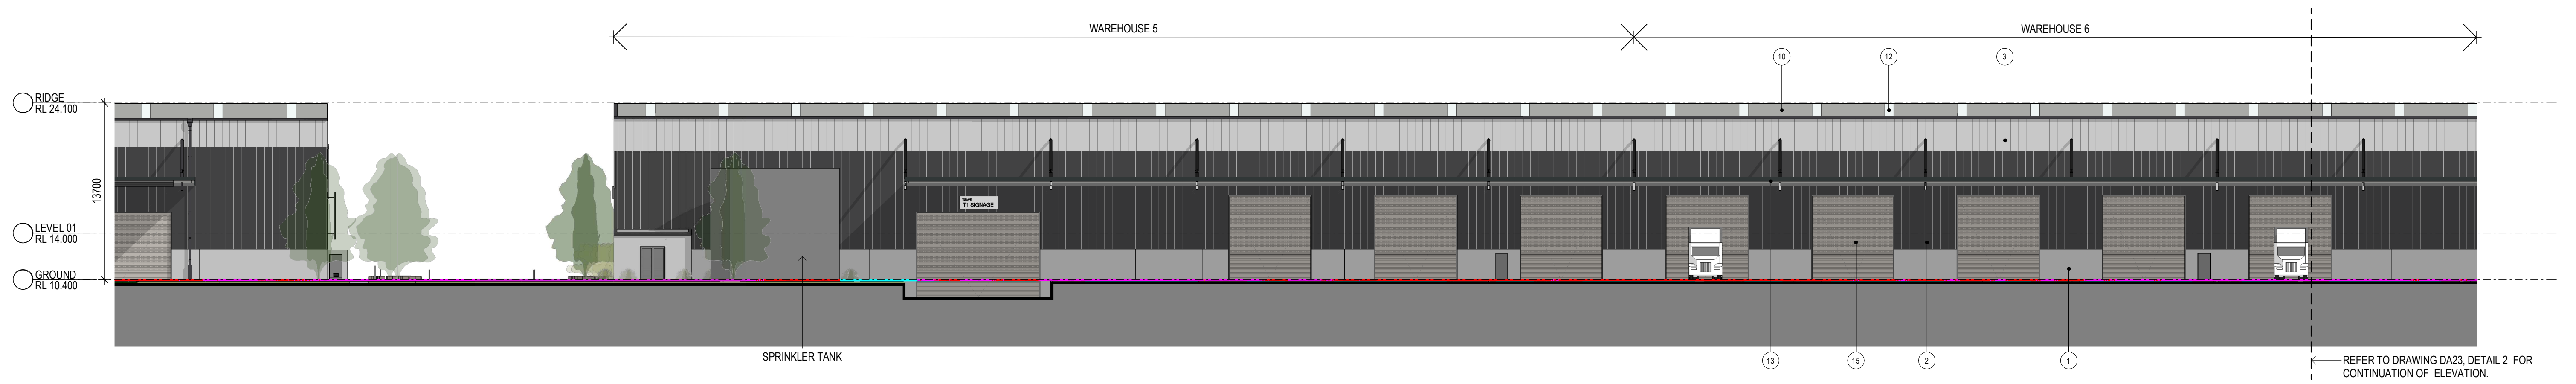 WAREHOUSE 5
WAREHOUSE 6
10
12
3
RIDGE
RL 24.100
13700
T1 SIGNAGE
LEVEL 01
RL 14.000
GROUND
RL 10.400
SPRINKLER TANK
13
15
2
1
REFER TO DRAWING DA23, DETAIL 2 FOR
CONTINUATION OF ELEVATION.